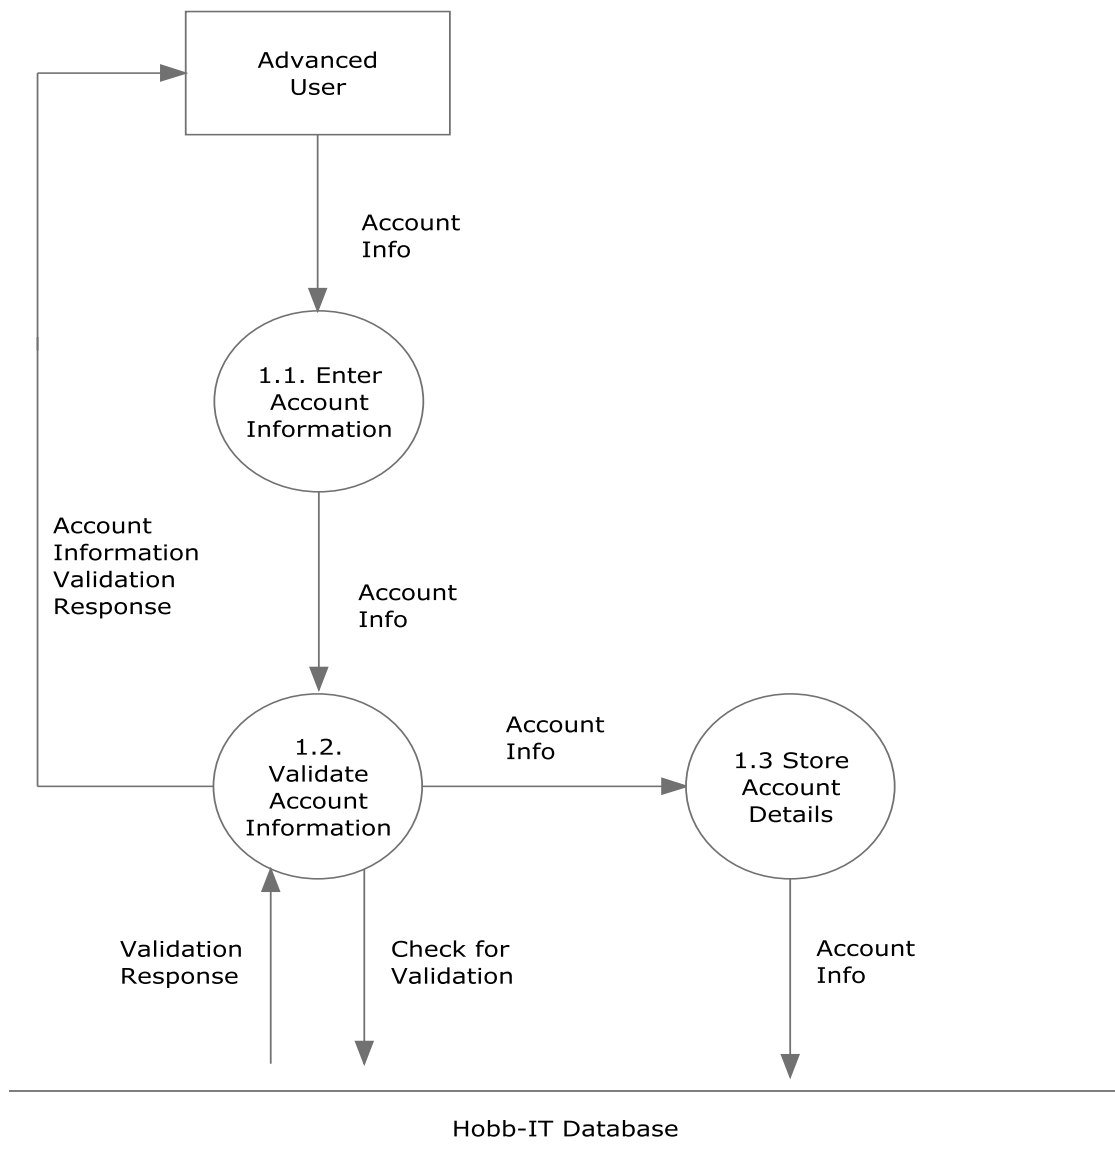 Advanced
User
Account
Info
1.1. Enter
Account
Information
Account
Information
Validation
Response
Account
Info
1.2.
Validate
Account
Information
Account
Info
1.3 Store
Account
Details
Validation
Response
Check for
Validation
Account
Info
Hobb-IT Database